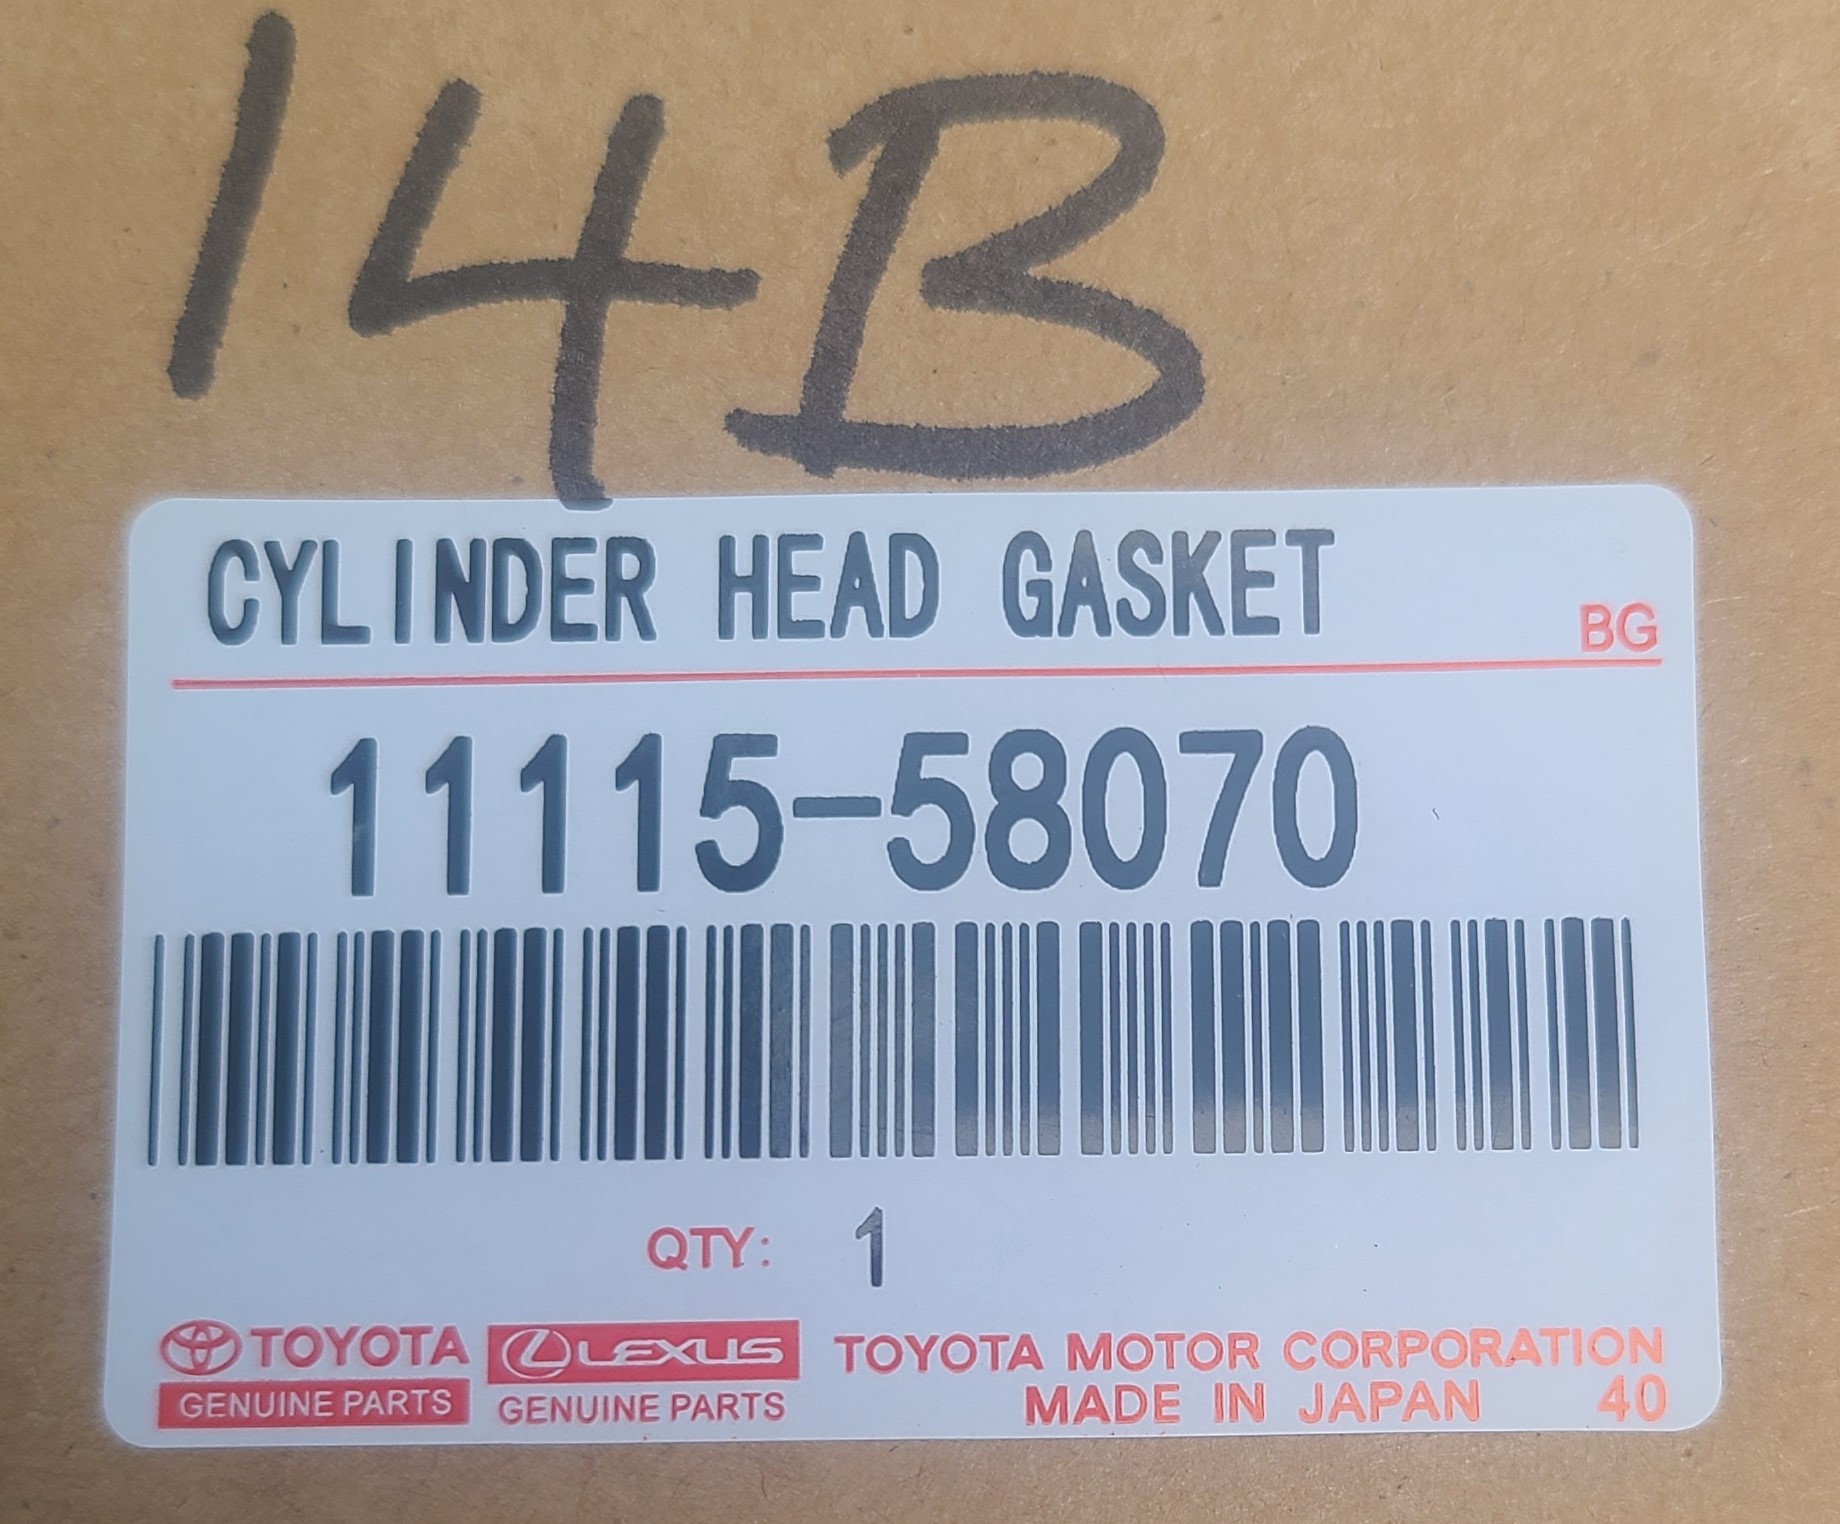 14B
CYLINDER HEAD GASKET
BG
11115-58070
QTY: 1
TOYOTA
GENUINE PARTS
LEXUS
GENUINE PARTS
TOYOTA MOTOR CORPORATION
MADE IN JAPAN 40